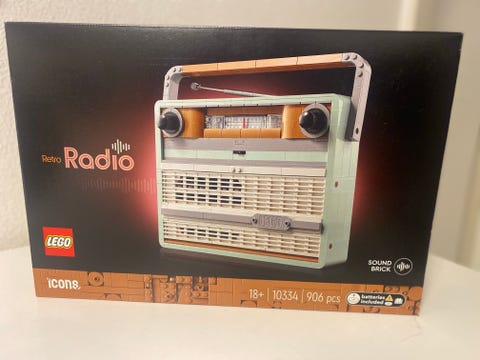 Retro Radio
LEGO
SOUND
BRICK
icons
18+ | 10334 | 906 pcs
batteries
included